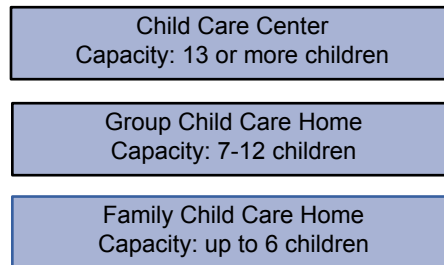 Child Care Center
Capacity: 13 or more children
Group Child Care Home
Capacity: 7-12 children
Family Child Care Home
Capacity: up to 6 children